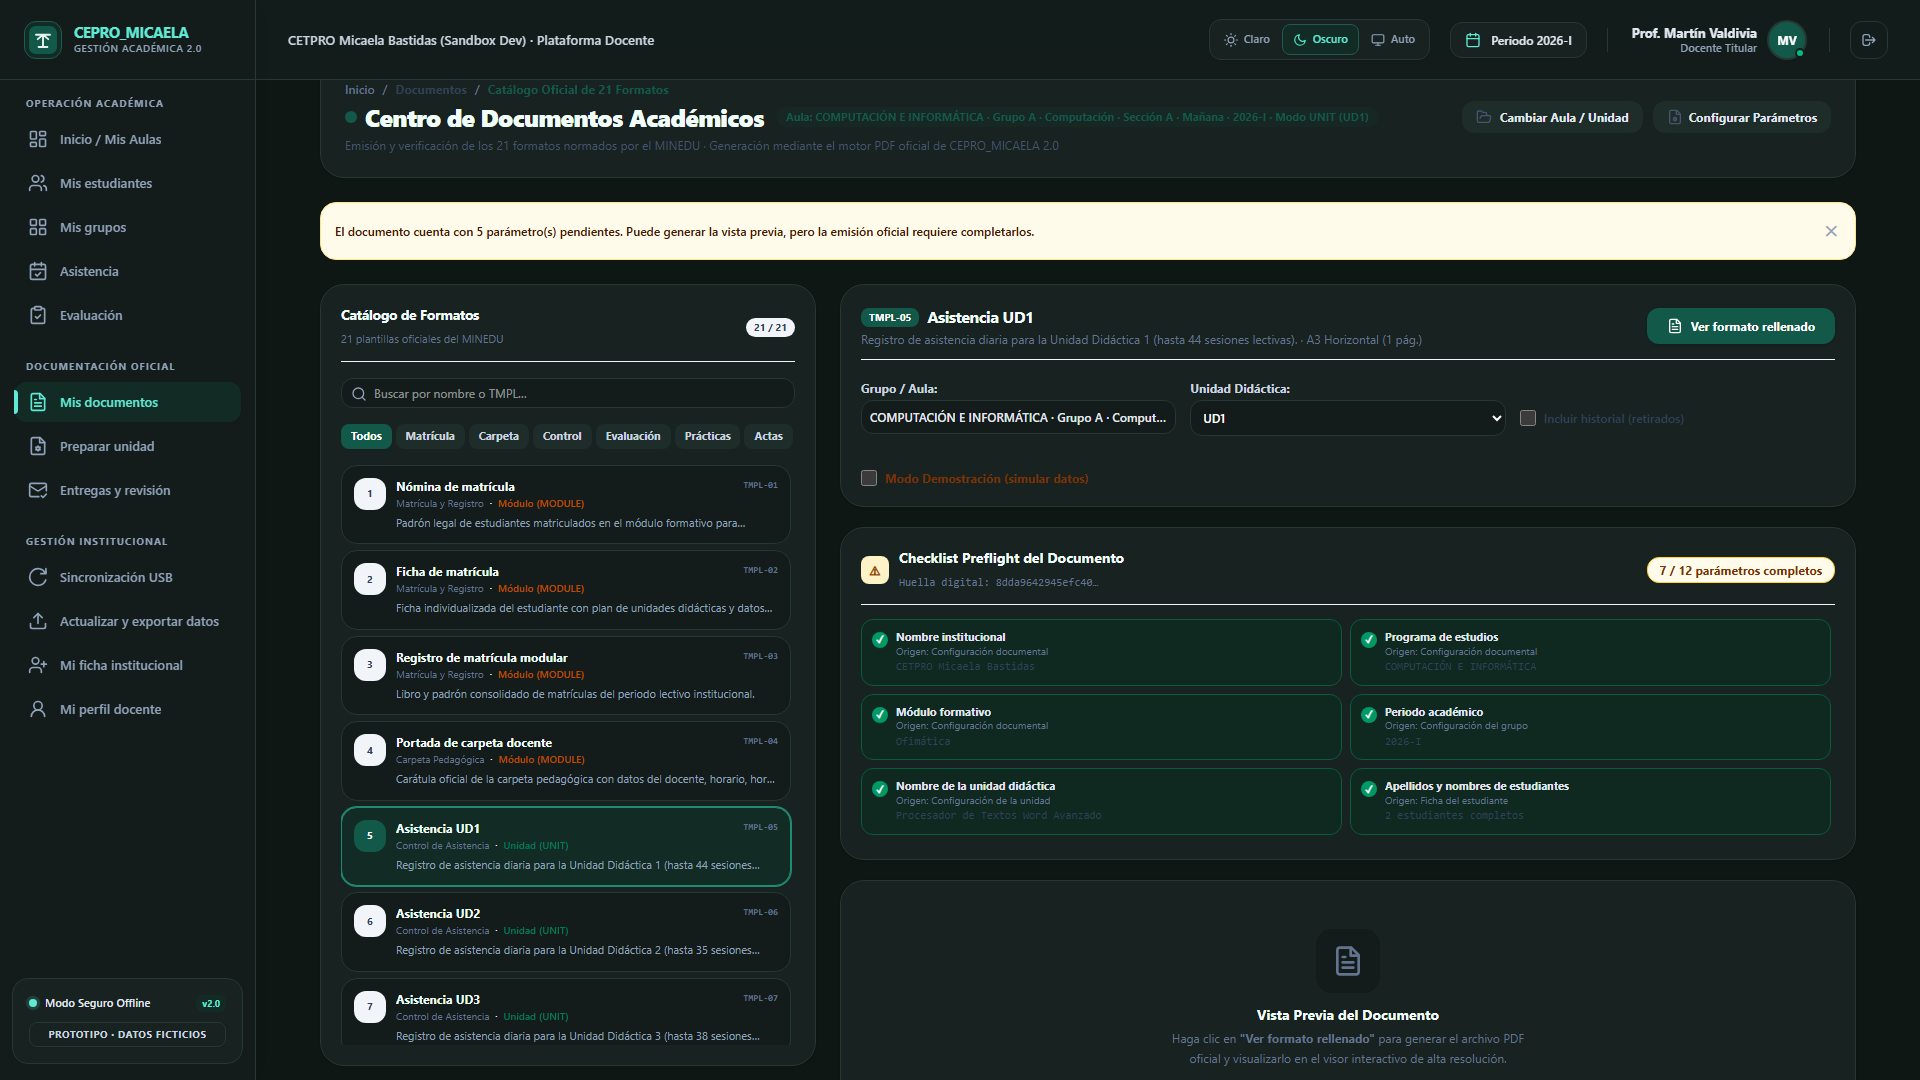 CEPRO_MICAELA
GESTIÓN ACADÉMICA 2.0
CETPRO Micaela Bastidas (Sandbox Dev) · Plataforma Docente
Claro
Oscuro
Auto
Periodo 2026-I
Prof. Martín Valdivia
Docente Titular
MV
OPERACIÓN ACADÉMICA
Inicio / Mis Aulas
Mis estudiantes
Mis grupos
Asistencia
Evaluación
DOCUMENTACIÓN OFICIAL
Mis documentos
Preparar unidad
Entregas y revisión
GESTIÓN INSTITUCIONAL
Sincronización USB
Actualizar y exportar datos
Mi ficha institucional
Mi perfil docente
Modo Seguro Offline
v2.0
PROTOTIPO · DATOS FICTICIOS
Inicio / Documentos / Catálogo Oficial de 21 Formatos
Centro de Documentos Académicos
Aula: COMPUTACIÓN E INFORMÁTICA · Grupo A · Computación · Sección A · Mañana · 2026-I · Modo UNIT (UD1)
Cambiar Aula / Unidad
Configurar Parámetros
Emisión y verificación de los 21 formatos normados por el MINEDU · Generación mediante el motor PDF oficial de CEPRO_MICAELA 2.0
El documento cuenta con 5 parámetro(s) pendientes. Puede generar la vista previa, pero la emisión oficial requiere completarlos.
Catálogo de Formatos
21 plantillas oficiales del MINEDU
21 / 21
Buscar por nombre o TMPL...
Todos
Matrícula
Carpeta
Control
Evaluación
Prácticas
Actas
1
Nómina de matrícula
TMPL-01
Matrícula y Registro · Módulo (MODULE)
Padrón legal de estudiantes matriculados en el módulo formativo para...
2
Ficha de matrícula
TMPL-02
Matrícula y Registro · Módulo (MODULE)
Ficha individualizada del estudiante con plan de unidades didácticas y datos...
3
Registro de matrícula modular
TMPL-03
Matrícula y Registro · Módulo (MODULE)
Libro y padrón consolidado de matrículas del periodo lectivo institucional.
4
Portada de carpeta docente
TMPL-04
Carpeta Pedagógica · Módulo (MODULE)
Carátula oficial de la carpeta pedagógica con datos del docente, horario, hor...
5
Asistencia UD1
TMPL-05
Control de Asistencia · Unidad (UNIT)
Registro de asistencia diaria para la Unidad Didáctica 1 (hasta 44 sesiones...
6
Asistencia UD2
TMPL-06
Control de Asistencia · Unidad (UNIT)
Registro de asistencia diaria para la Unidad Didáctica 2 (hasta 35 sesiones...
7
Asistencia UD3
TMPL-07
Control de Asistencia · Unidad (UNIT)
Registro de asistencia diaria para la Unidad Didáctica 3 (hasta 38 sesiones...
TMPL-05
Asistencia UD1
Registro de asistencia diaria para la Unidad Didáctica 1 (hasta 44 sesiones lectivas). · A3 Horizontal (1 pág.)
Ver formato rellenado
Grupo / Aula:
COMPUTACIÓN E INFORMÁTICA · Grupo A · Comput...
Unidad Didáctica:
UD1
Incluir historial (retirados)
Modo Demostración (simular datos)
Checklist Preflight del Documento
Huella digital: 8dda9642945efc40…
7 / 12 parámetros completos
Nombre institucional
Origen: Configuración documental
CETPRO Micaela Bastidas
Programa de estudios
Origen: Configuración documental
COMPUTACIÓN E INFORMÁTICA
Módulo formativo
Origen: Configuración documental
Ofimática
Periodo académico
Origen: Configuración del grupo
2026-I
Nombre de la unidad didáctica
Origen: Configuración de la unidad
Procesador de Textos Word Avanzado
Apellidos y nombres de estudiantes
Origen: Ficha del estudiante
2 estudiantes completos
Vista Previa del Documento
Haga clic en "Ver formato rellenado" para generar el archivo PDF
oficial y visualizarlo en el visor interactivo de alta resolución.